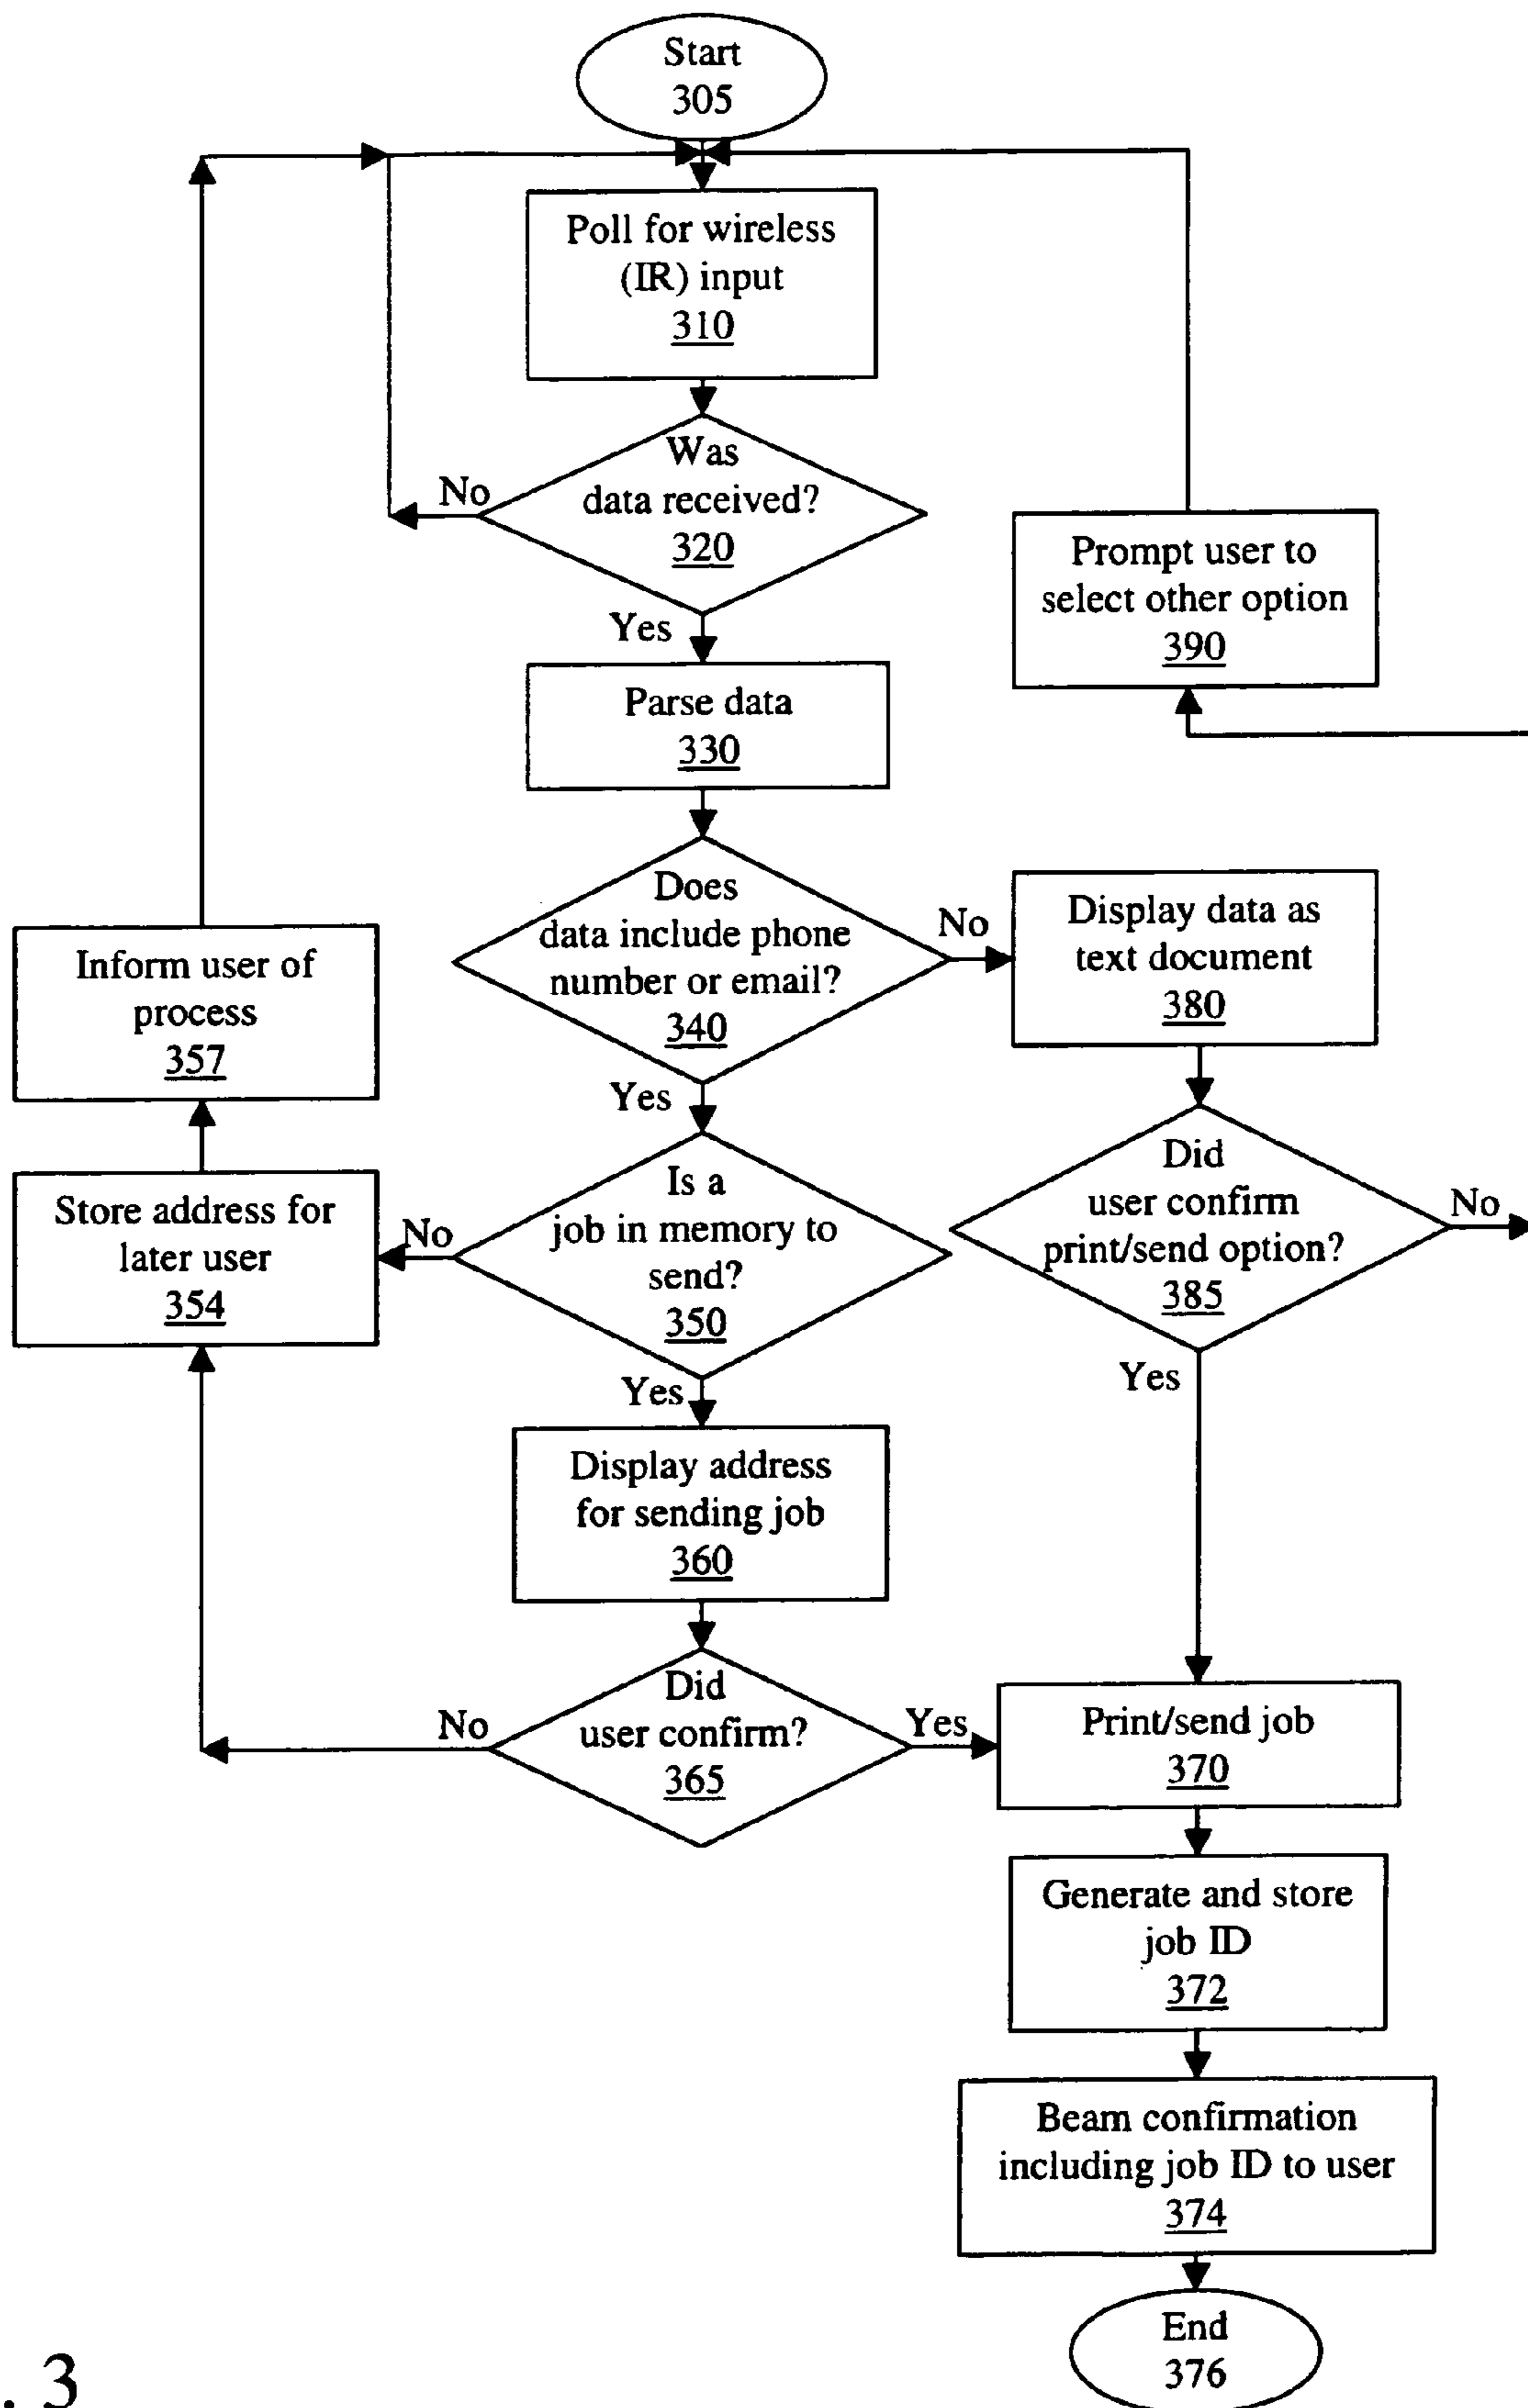 Start
305
Poll for wireless
(IR) input
310
Was
data received?
320
No
Yes
Prompt user to
select other option
390
Parse data
330
Does
data include phone
number or email?
340
No
Yes
Display data as
text document
380
Inform user of
process
357
Is a
job in memory to
send?
350
No
Yes
Did
user confirm
print/send option?
385
No
Yes
Store address for
later user
354
Display address
for sending job
360
Did
user confirm?
365
No
Yes
Print/send job
370
Generate and store
job ID
372
Beam confirmation
including job ID to user
374
End
376
. 3